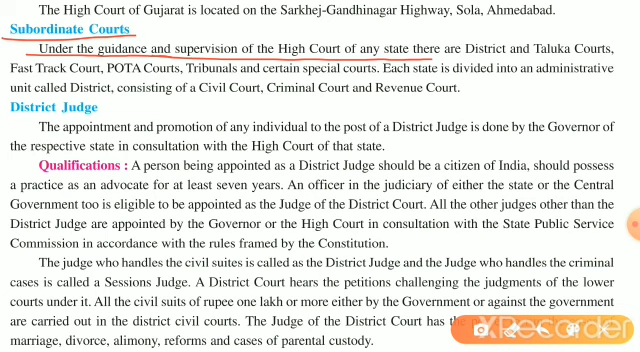 The High Court of Gujarat is located on the Sarkhej-Gandhinagar Highway, Sola, Ahmedabad.
Subordinate Courts
Under the guidance and supervision of the High Court of any state there are District and Taluka Courts,
Fast Track Court, POTA Courts, Tribunals and certain special courts. Each state is divided into an administrative
unit called District, consisting of a Civil Court, Criminal Court and Revenue Court.
District Judge
The appointment and promotion of any individual to the post of a District Judge is done by the Governor of
the respective state in consultation with the High Court of that state.
Qualifications : A person being appointed as a District Judge should be a citizen of India, should possess
a practice as an advocate for at least seven years. An officer in the judiciary of either the state or the Central
Government too is eligible to be appointed as the Judge of the District Court. All the other judges other than the
District Judge are appointed by the Governor or the High Court in consultation with the State Public Service
Commission in accordance with the rules framed by the Constitution.
The judge who handles the civil suites is called as the District Judge and the Judge who handles the criminal
cases is called a Sessions Judge. A District Court hears the petitions challenging the judgments of the lower
courts under it. All the civil suits of rupee one lakh or more either by the Government or against the government
are carried out in the district civil courts. The Judge of the District Court has the
marriage, divorce, alimony, reforms and cases of parental custody.
XRecorder